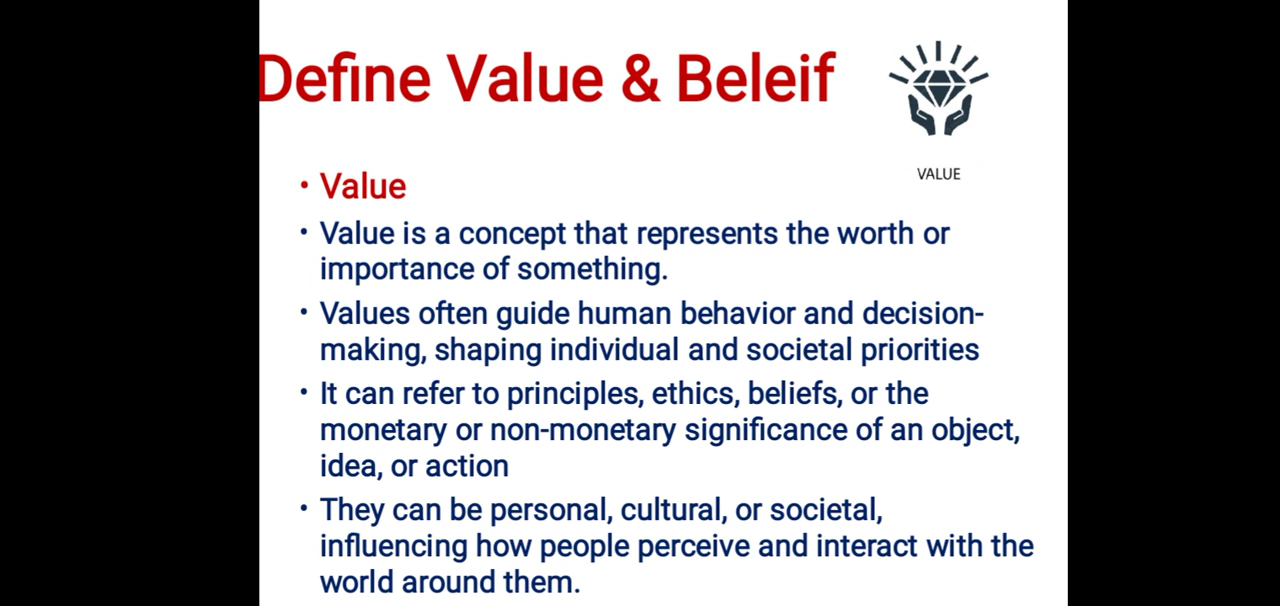 Define Value & Beleif
VALUE
• Value
• Value is a concept that represents the worth or
importance of something.
• Values often guide human behavior and decision-
making, shaping individual and societal priorities
• It can refer to principles, ethics, beliefs, or the
monetary or non-monetary significance of an object,
idea, or action
• They can be personal, cultural, or societal,
influencing how people perceive and interact with the
world around them.